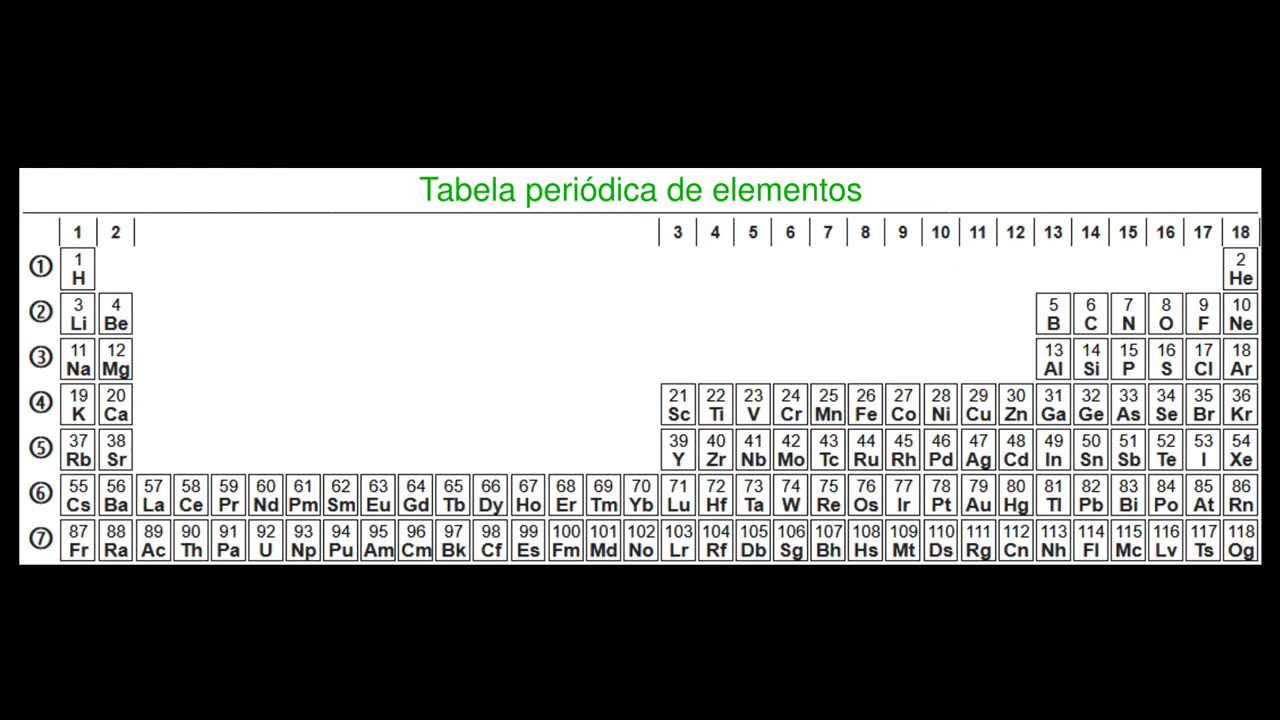 Tabela periódica de elementos
1 2 3 4 5 6 7 8 9 10 11 12 13 14 15 16 17 18
① 1 2
H He
② 3 4 5 6 7 8 9 10
Li Be B C N O F Ne
③ 11 12 13 14 15 16 17 18
Na Mg Al Si P S Cl Ar
④ 19 20 21 22 23 24 25 26 27 28 29 30 31 32 33 34 35 36
K Ca Sc Ti V Cr Mn Fe Co Ni Cu Zn Ga Ge As Se Br Kr
⑤ 37 38 39 40 41 42 43 44 45 46 47 48 49 50 51 52 53 54
Rb Sr Y Zr Nb Mo Tc Ru Rh Pd Ag Cd In Sn Sb Te I Xe
⑥ 55 56 57 58 59 60 61 62 63 64 65 66 67 68 69 70 71 72 73 74 75 76 77 78 79 80 81 82 83 84 85 86
Cs Ba La Ce Pr Nd Pm Sm Eu Gd Tb Dy Ho Er Tm Yb Lu Hf Ta W Re Os Ir Pt Au Hg Tl Pb Bi Po At Rn
⑦ 87 88 89 90 91 92 93 94 95 96 97 98 99 100 101 102 103 104 105 106 107 108 109 110 111 112 113 114 115 116 117 118
Fr Ra Ac Th Pa U Np Pu Am Cm Bk Cf Es Fm Md No Lr Rf Db Sg Bh Hs Mt Ds Rg Cn Nh Fl Mc Lv Ts Og